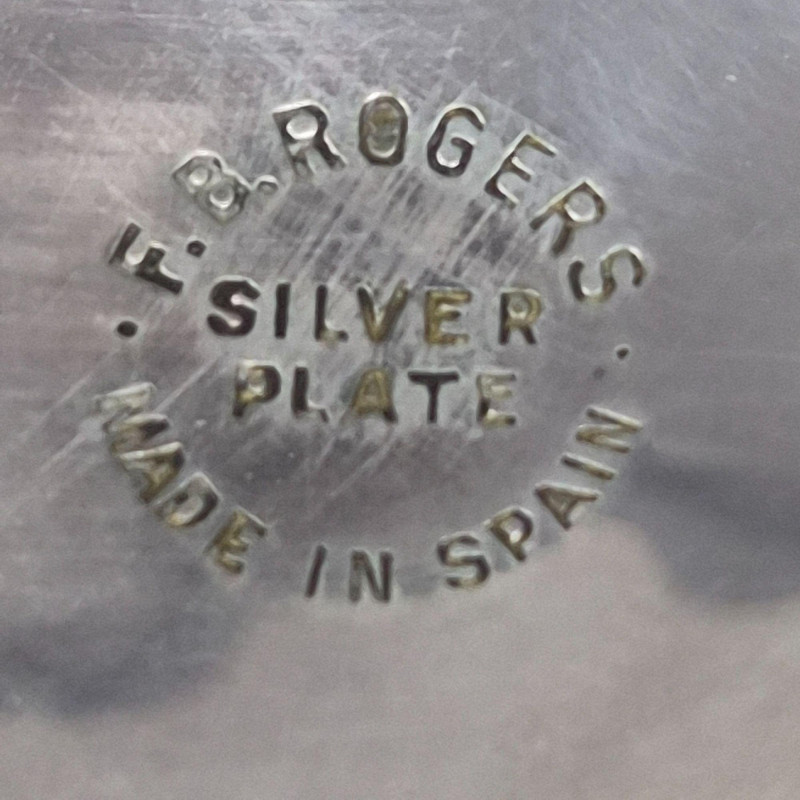 F. B. ROGERS
SILVER
PLATE
MADE IN SPAIN